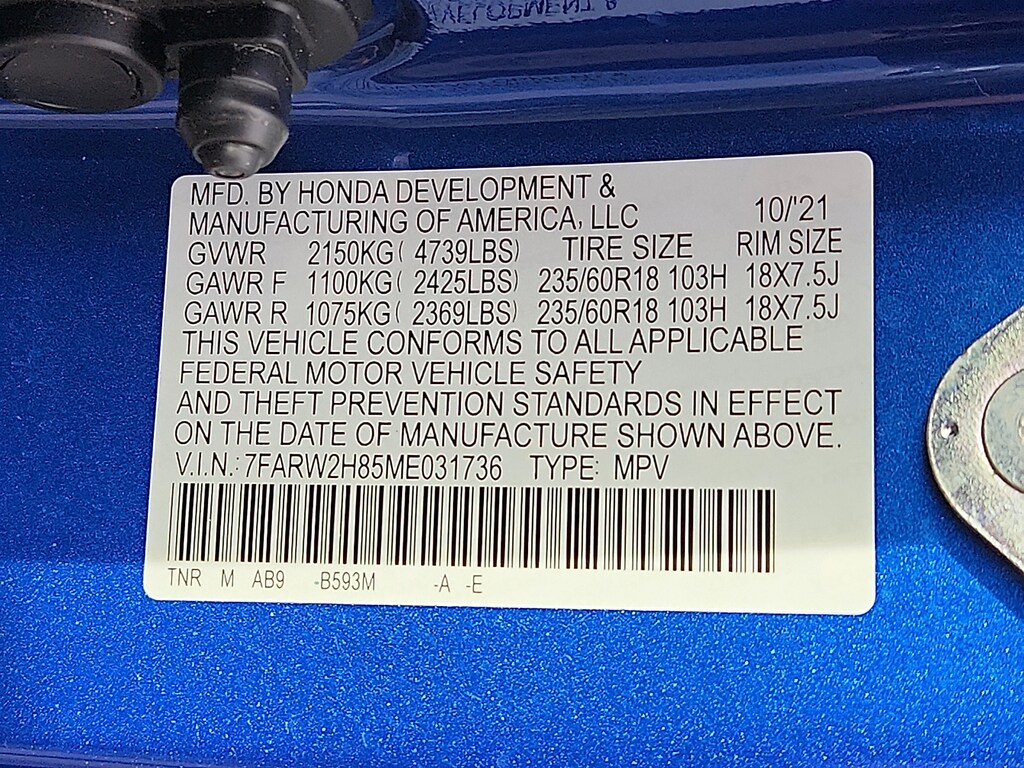 MFD. BY HONDA DEVELOPMENT &
MANUFACTURING OF AMERICA, LLC 10/'21
GVWR 2150KG( 4739LBS) TIRE SIZE RIM SIZE
GAWR F 1100KG( 2425LBS) 235/60R18 103H 18X7.5J
GAWR R 1075KG( 2369LBS) 235/60R18 103H 18X7.5J
THIS VEHICLE CONFORMS TO ALL APPLICABLE
FEDERAL MOTOR VEHICLE SAFETY
AND THEFT PREVENTION STANDARDS IN EFFECT
ON THE DATE OF MANUFACTURE SHOWN ABOVE.
V.I.N.: 7FARW2H85ME031736 TYPE: MPV
TNR M AB9 -B593M -A -E